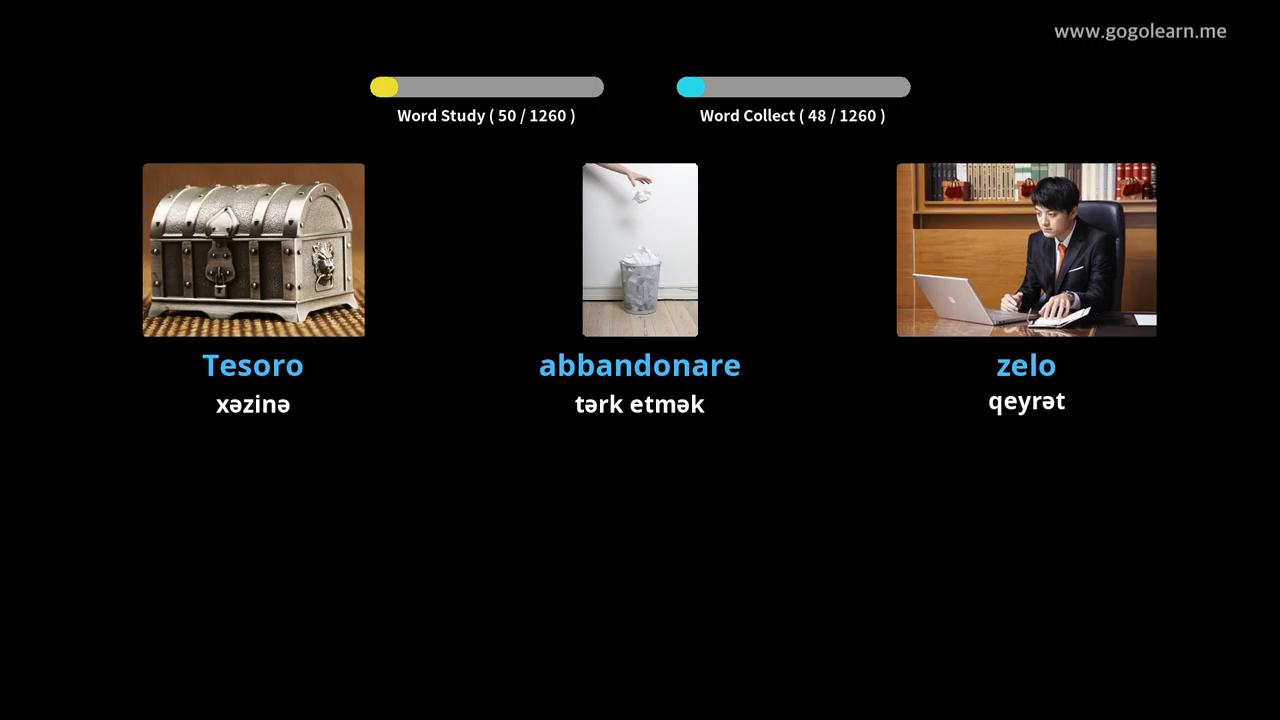 www.gogolearn.me
Word Study ( 50 / 1260 )
Word Collect ( 48 / 1260 )
Tesoro
xəzinə
abbandonare
tərk etmək
zelo
qeyrət